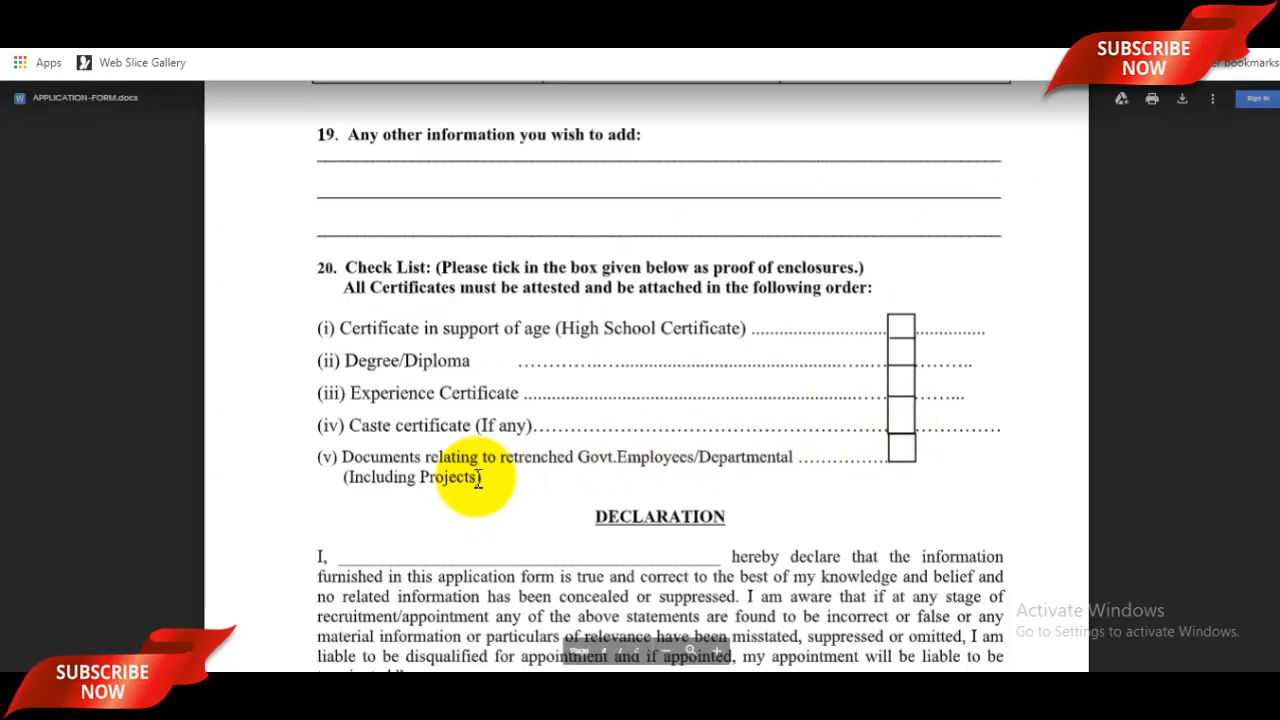 SUBSCRIBE
NOW
Apps
Web Slice Gallery
er bookmarks
APPLICATION-FORM.docx
Sign in
19. Any other information you wish to add:
20. Check List: (Please tick in the box given below as proof of enclosures.)
All Certificates must be attested and be attached in the following order:
(i) Certificate in support of age (High School Certificate) ..........................................
(ii) Degree/Diploma ..........................................
(iii) Experience Certificate ..........................................
(iv) Caste certificate (If any)..........................................
(v) Documents relating to retrenched Govt.Employees/Departmental ...............
(Including Projects)
DECLARATION
I, ________________________________________ hereby declare that the information
furnished in this application form is true and correct to the best of my knowledge and belief and
no related information has been concealed or suppressed. I am aware that if at any stage of
recruitment/appointment any of the above statements are found to be incorrect or false or any
material information or particulars of relevance have been misstated, suppressed or omitted, I am
liable to be disqualified for appointment and if appointed, my appointment will be liable to be
Page 4 /
Activate Windows
Go to Settings to activate Windows.
SUBSCRIBE
NOW